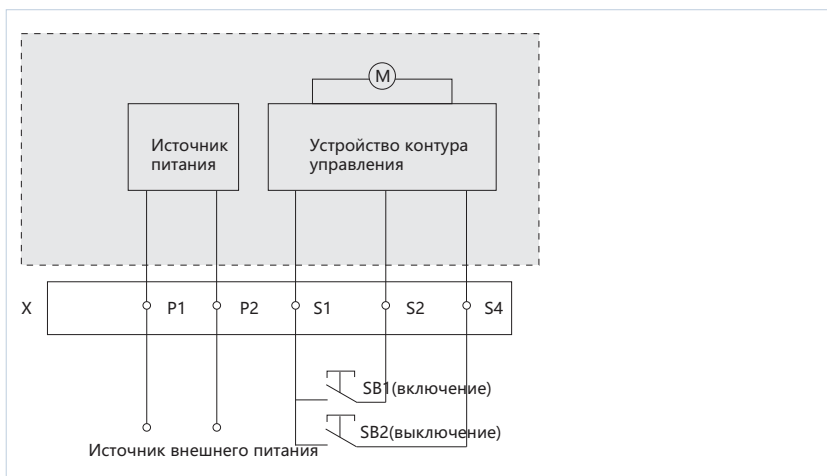 M
Источник
питания
Устройство контура
управления
X
P1
P2
S1
S2
S4
SB1(включение)
SB2(выключение)
Источник внешнего питания